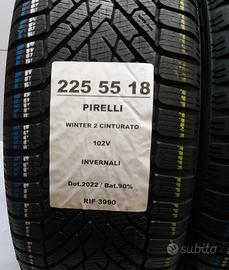 225 55 18
PIRELLI
WINTER 2 CINTURATO
102V
INVERNALI
Dot.2022 / Bat.90%
RIF 3990
subito